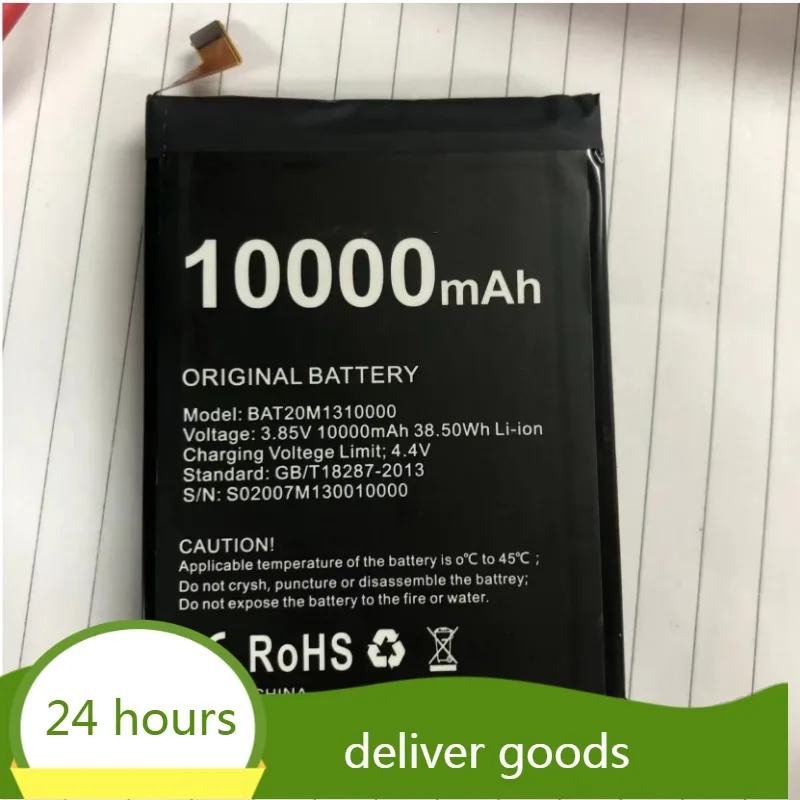 10000mAh
ORIGINAL BATTERY
Model: BAT20M1310000
Voltage: 3.85V 10000mAh 38.50Wh Li-ion
Charging Voltege Limit; 4.4V
Standard: GB/T18287-2013
S/N: S02007M130010000
CAUTION!
Applicable temperature of the battery is o℃ to 45℃ ;
Do not crysh, puncture or disassemble the battrey;
Do not expose the battery to the fire or water.
RoHS
CHINA
24 hours
deliver goods